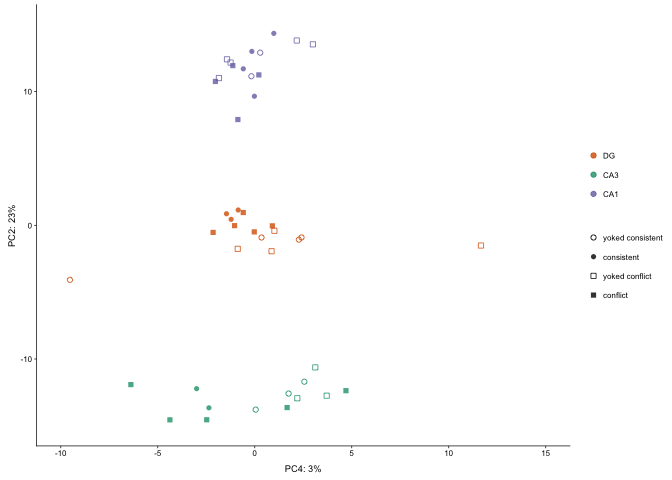 10
0
-10
PC2: 23%
-10
-5
0
5
10
15
PC4: 3%
DG
CA3
CA1
yoked consistent
consistent
yoked conflict
conflict